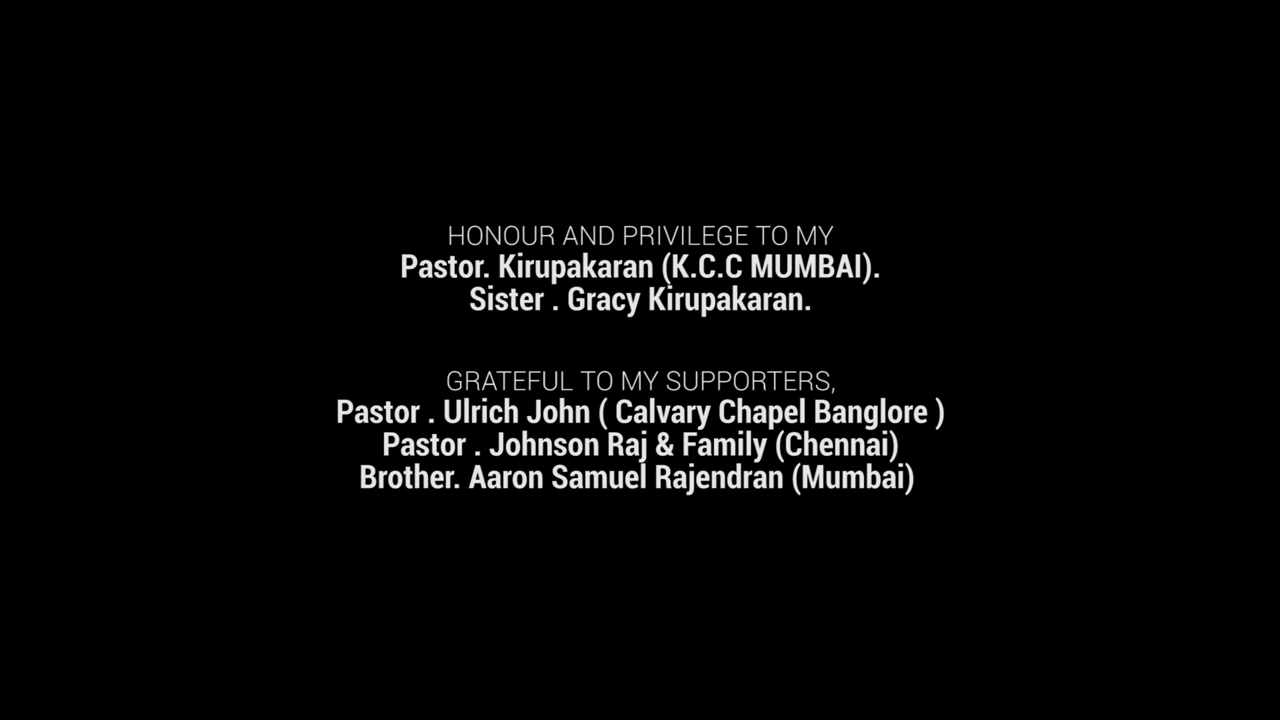 HONOUR AND PRIVILEGE TO MY
Pastor. Kirupakaran (K.C.C MUMBAI).
Sister . Gracy Kirupakaran.
GRATEFUL TO MY SUPPORTERS,
Pastor . Ulrich John ( Calvary Chapel Banglore )
Pastor . Johnson Raj & Family (Chennai)
Brother. Aaron Samuel Rajendran (Mumbai)